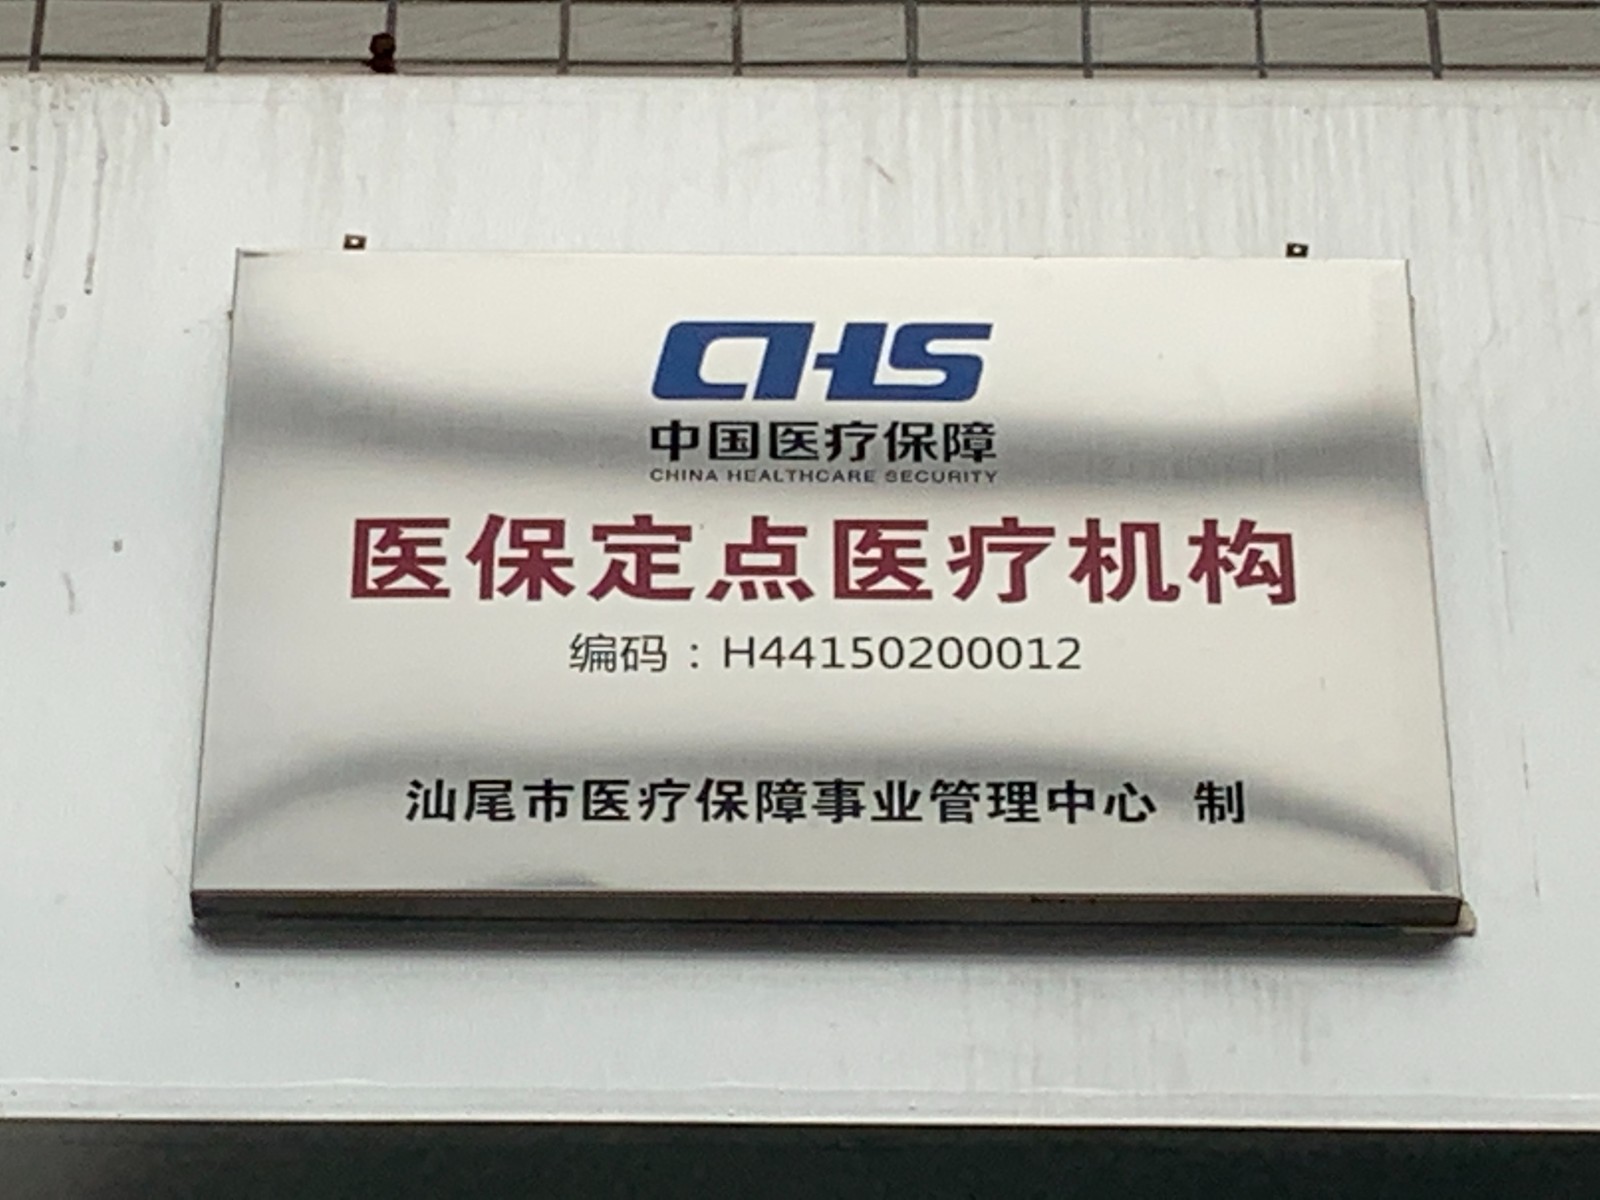 CHS
中国医疗保障
CHINA HEALTHCARE SECURITY
医保定点医疗机构
编码：H44150200012
汕尾市医疗保障事业管理中心 制